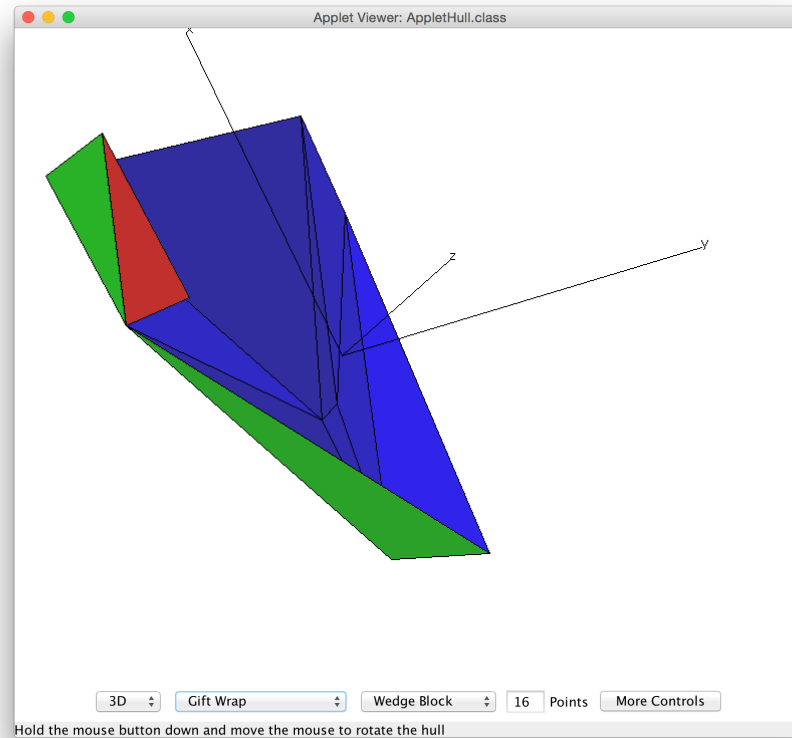 Applet Viewer: AppletHull.class
x
z
y
3D Gift Wrap Wedge Block 16 Points More Controls
Hold the mouse button down and move the mouse to rotate the hull